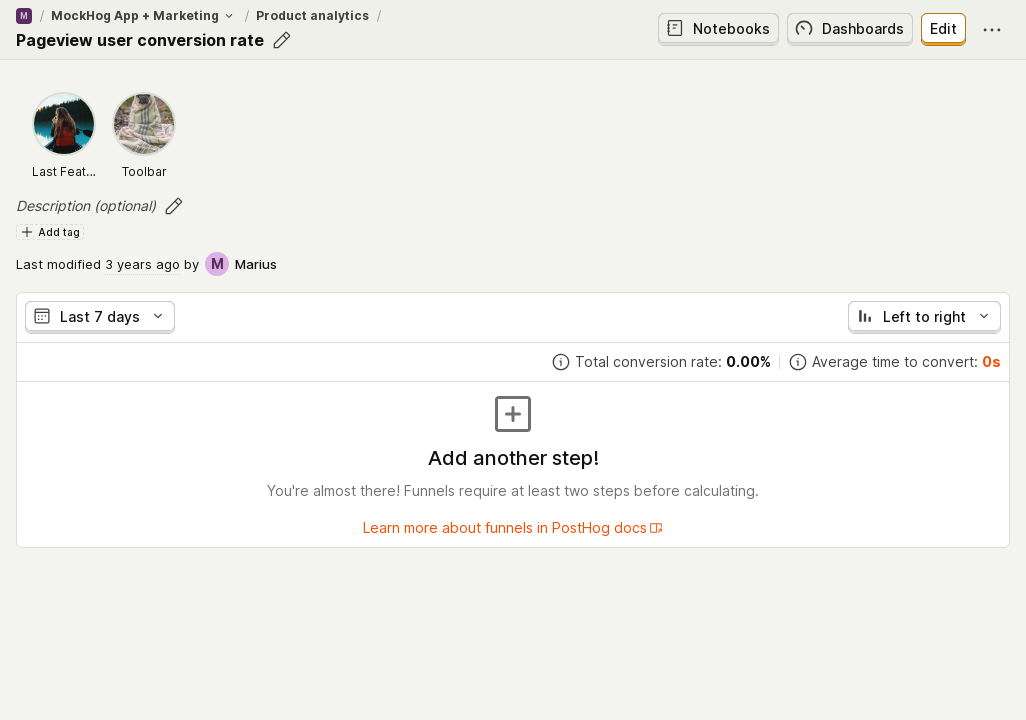 M / MockHog App + Marketing / Product analytics /
Pageview user conversion rate
Notebooks
Dashboards
Edit
Last Feat...
Toolbar
Description (optional)
Add tag
Last modified 3 years ago by M Marius
Last 7 days
Left to right
Total conversion rate: 0.00%
Average time to convert: 0s
Add another step!
You're almost there! Funnels require at least two steps before calculating.
Learn more about funnels in PostHog docs